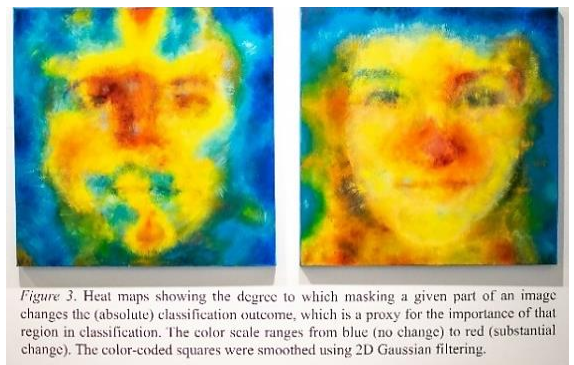 Figure 3. Heat maps showing the degree to which masking a given part of an image
changes the (absolute) classification outcome, which is a proxy for the importance of that
region in classification. The color scale ranges from blue (no change) to red (substantial
change). The color-coded squares were smoothed using 2D Gaussian filtering.